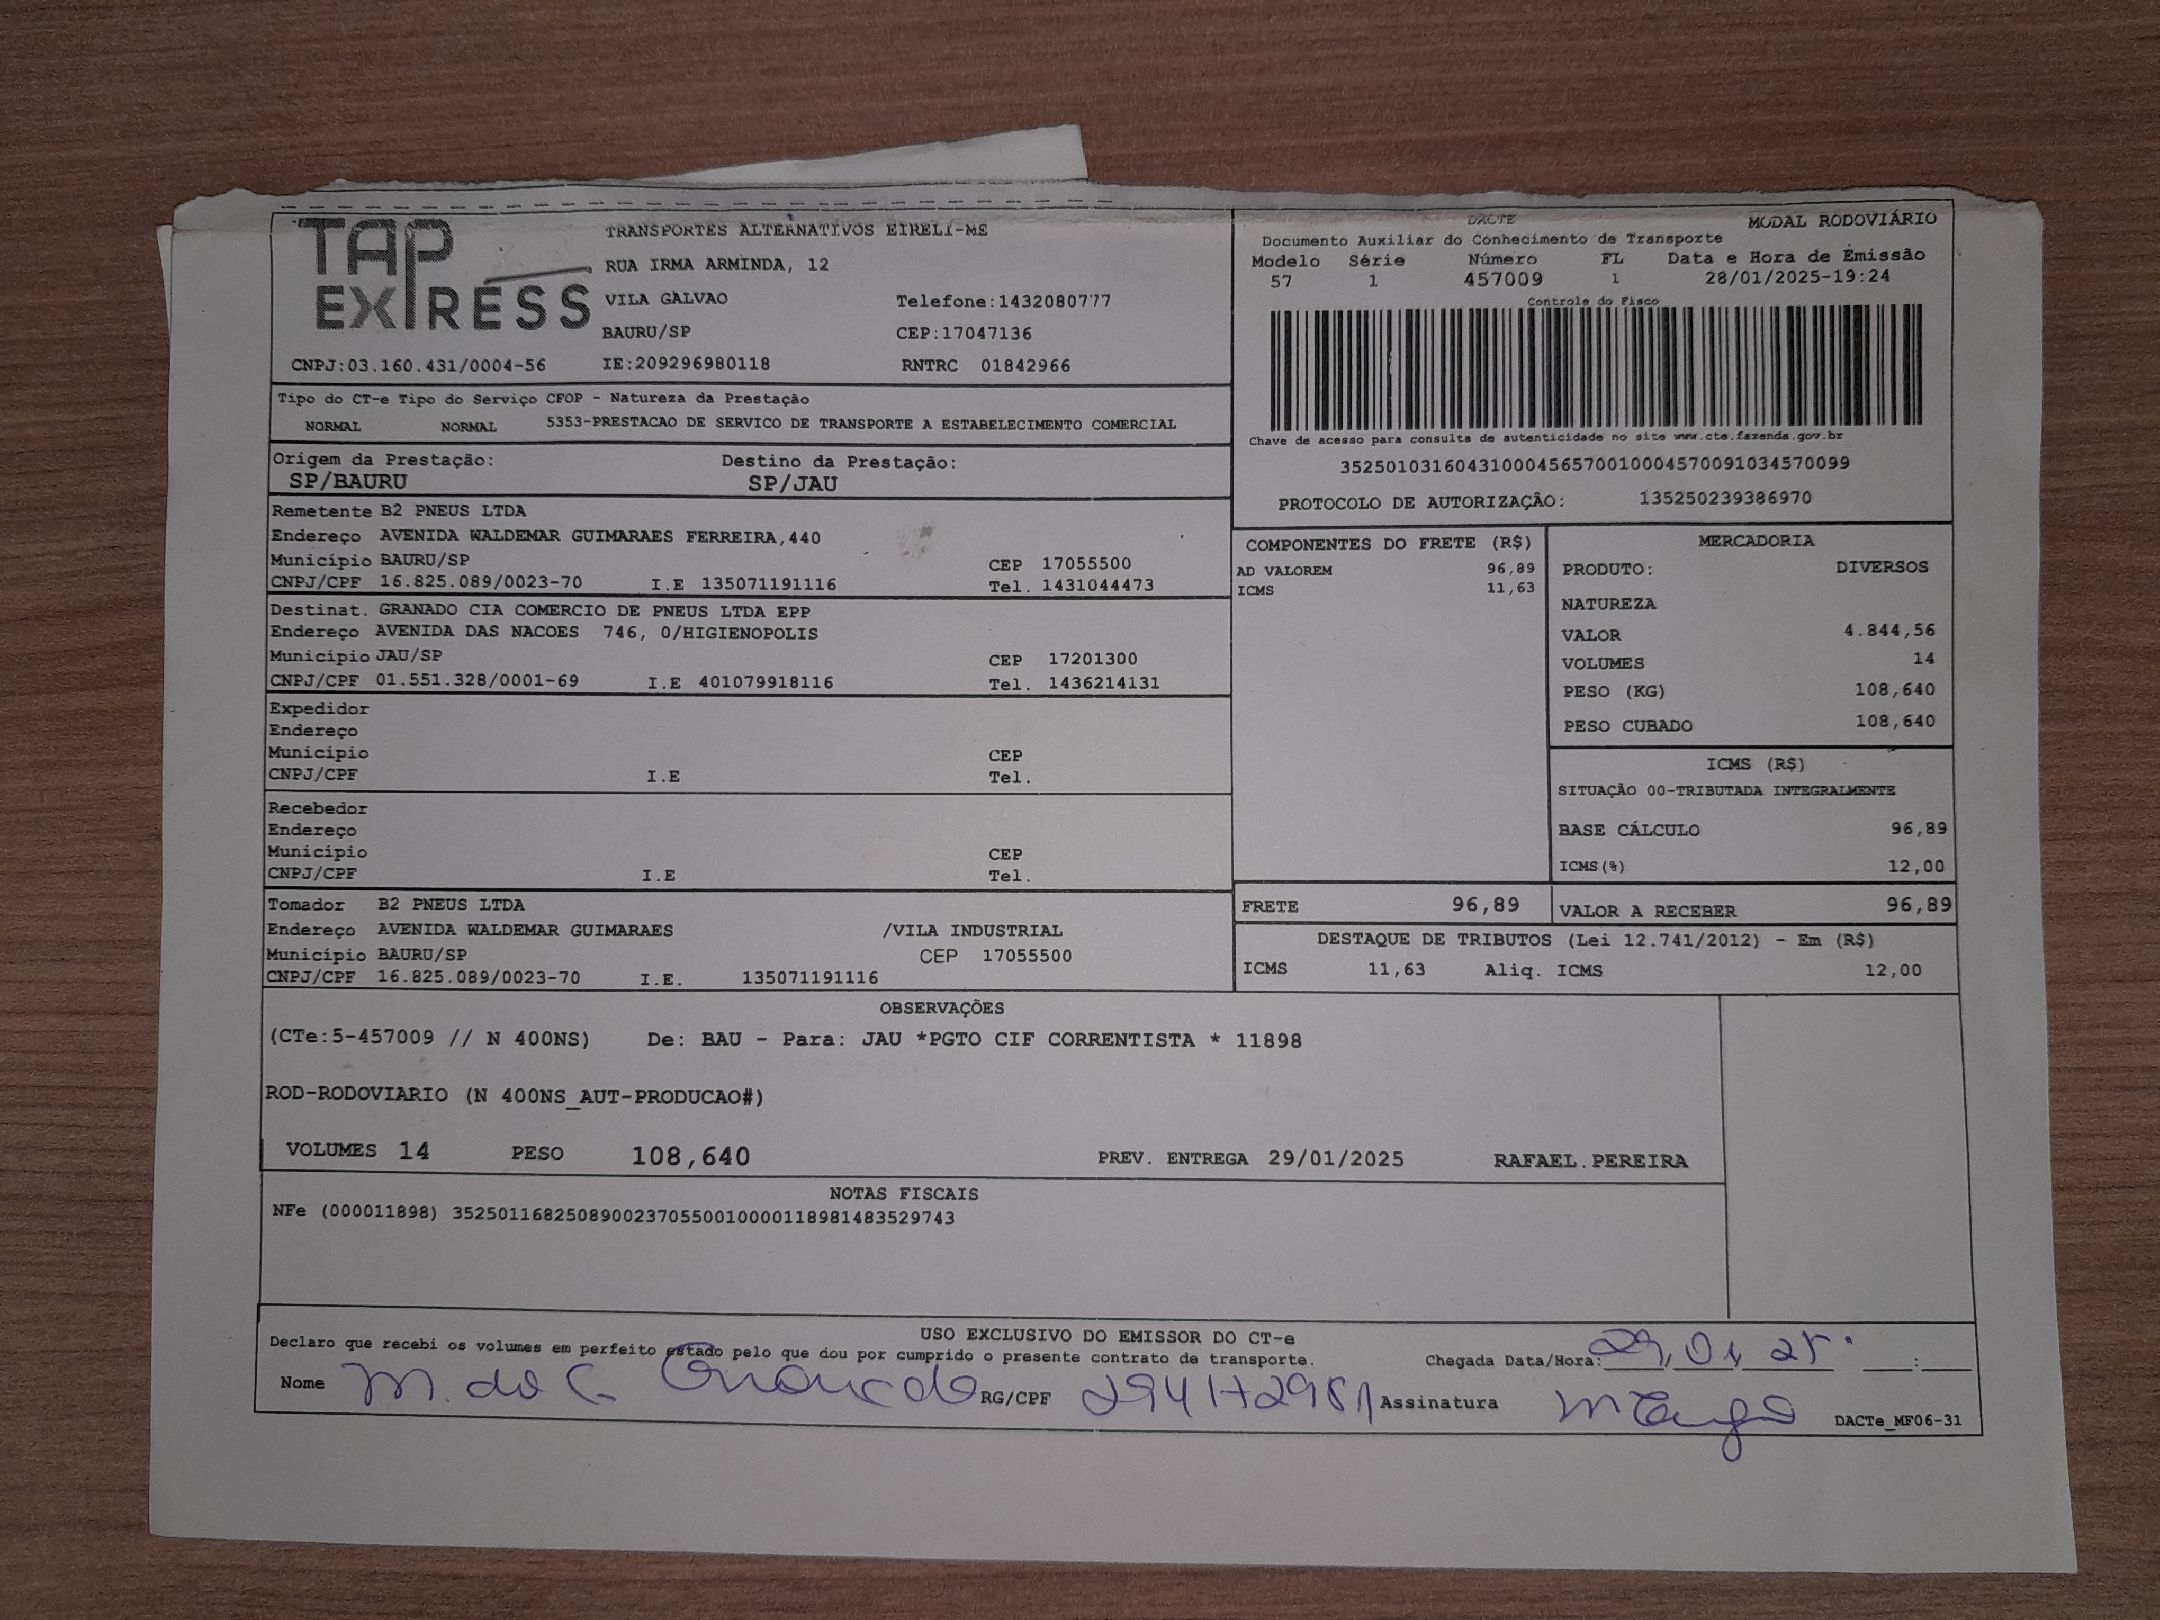 TAP EXPRESS
TRANSPORTES ALTERNATIVOS EIRELI-ME
RUA IRMA ARMINDA, 12
VILA GALVAO Telefone:1432080777
BAURU/SP CEP:17047136
CNPJ:03.160.431/0004-56 IE:209296980118 RNTRC 01842966
DACTE MODAL RODOVIÁRIO
Documento Auxiliar do Conhecimento de Transporte
Modelo Série Número FL Data e Hora de Emissão
57 1 457009 1 28/01/2025-19:24
Controle do Fisco
Chave de acesso para consulta de autenticidade no site www.cte.fazenda.gov.br
35250103160431000456570010004570091034570099
PROTOCOLO DE AUTORIZAÇÃO: 135250239386970
Tipo do CT-e Tipo do Serviço CFOP - Natureza da Prestação
NORMAL NORMAL 5353-PRESTACAO DE SERVICO DE TRANSPORTE A ESTABELECIMENTO COMERCIAL
Origem da Prestação: Destino da Prestação:
SP/BAURU SP/JAU
Remetente B2 PNEUS LTDA
Endereço AVENIDA WALDEMAR GUIMARAES FERREIRA,440
Município BAURU/SP CEP 17055500
CNPJ/CPF 16.825.089/0023-70 I.E 135071191116 Tel. 1431044473
Destinat. GRANADO CIA COMERCIO DE PNEUS LTDA EPP
Endereço AVENIDA DAS NACOES 746, 0/HIGIENOPOLIS
Município JAU/SP CEP 17201300
CNPJ/CPF 01.551.328/0001-69 I.E 401079918116 Tel. 1436214131
Expedidor
Endereço
Município CEP
CNPJ/CPF I.E Tel.
Recebedor
Endereço
Município CEP
CNPJ/CPF I.E Tel.
Tomador B2 PNEUS LTDA
Endereço AVENIDA WALDEMAR GUIMARAES /VILA INDUSTRIAL
Município BAURU/SP CEP 17055500
CNPJ/CPF 16.825.089/0023-70 I.E. 135071191116
COMPONENTES DO FRETE (R$)
AD VALOREM 96,89
ICMS 11,63
MERCADORIA
PRODUTO: DIVERSOS
NATUREZA
VALOR 4.844,56
VOLUMES 14
PESO (KG) 108,640
PESO CUBADO 108,640
ICMS (R$)
SITUAÇÃO 00-TRIBUTADA INTEGRALMENTE
BASE CÁLCULO 96,89
ICMS(%) 12,00
FRETE 96,89 VALOR A RECEBER 96,89
DESTAQUE DE TRIBUTOS (Lei 12.741/2012) - Em (R$)
ICMS 11,63 Aliq. ICMS 12,00
OBSERVAÇÕES
(CTe:5-457009 // N 400NS) De: BAU - Para: JAU *PGTO CIF CORRENTISTA * 11898
ROD-RODOVIARIO (N 400NS_AUT-PRODUCAO#)
VOLUMES 14 PESO 108,640 PREV. ENTREGA 29/01/2025 RAFAEL.PEREIRA
NOTAS FISCAIS
NFe (000011898) 35250116825089002370550010000118981483529743
USO EXCLUSIVO DO EMISSOR DO CT-e
Declaro que recebi os volumes em perfeito estado pelo que dou por cumprido o presente contrato de transporte. Chegada Data/Hora: 29,01,25 :
Nome M. do C. RG/CPF Assinatura DACTe_MF06-31